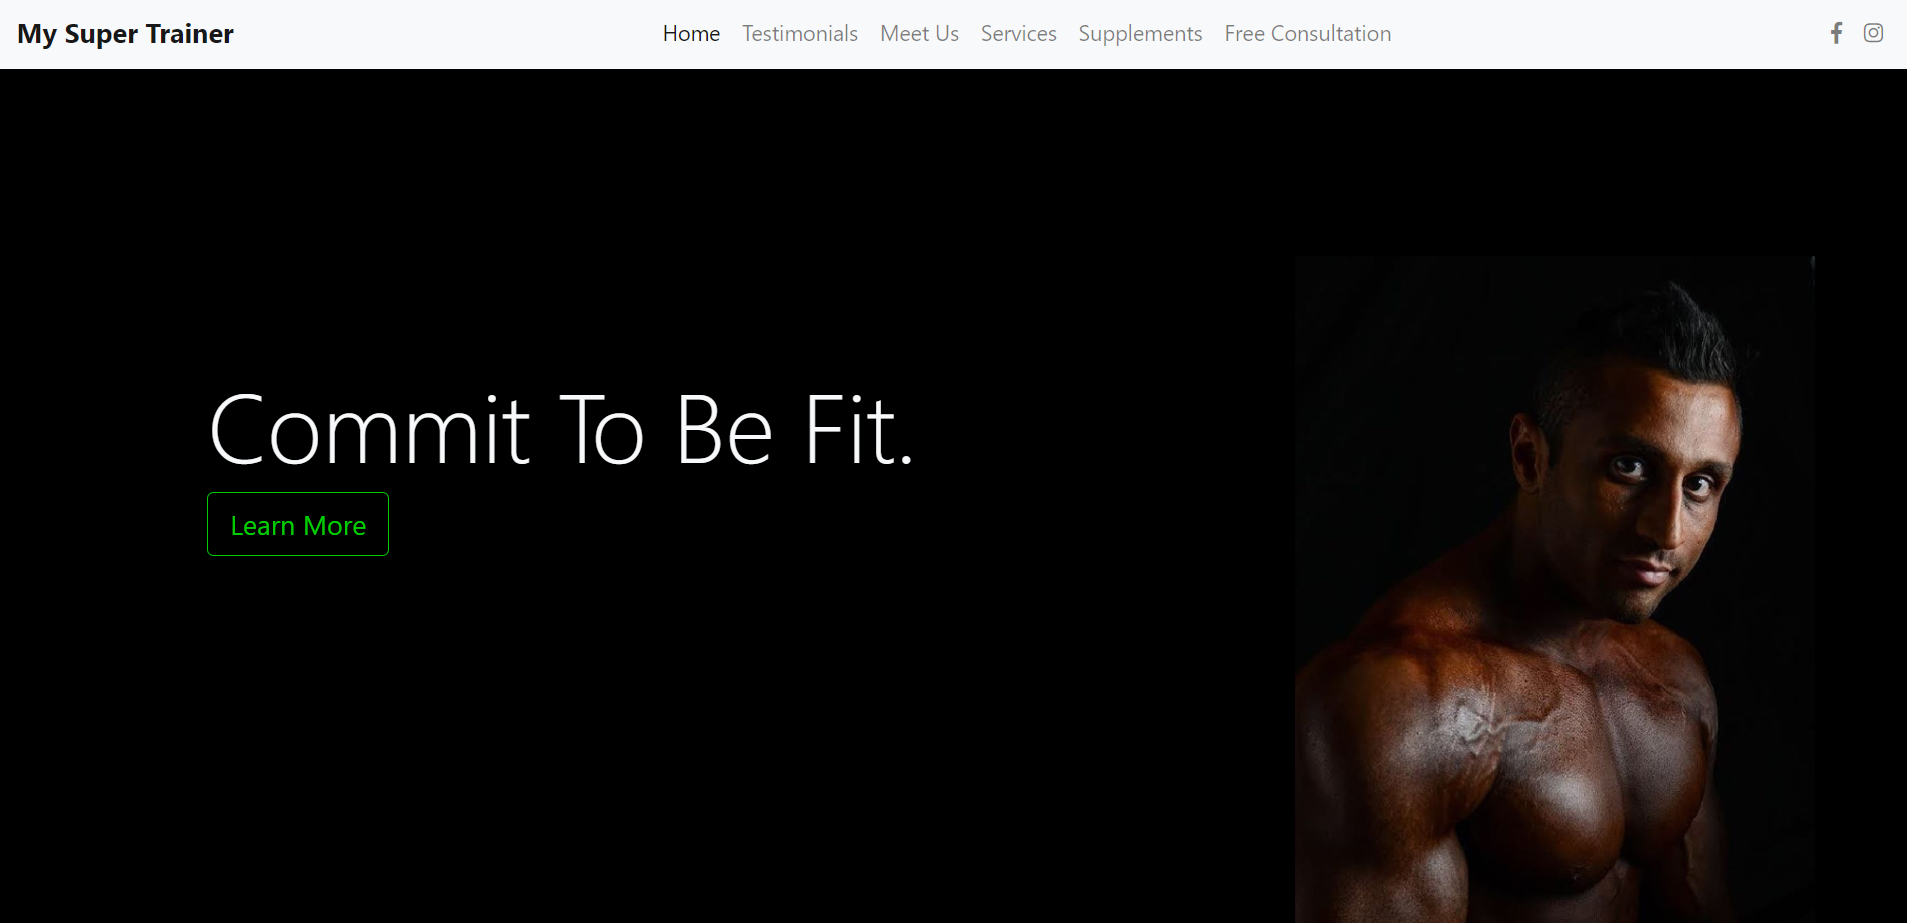 My Super Trainer
Home Testimonials Meet Us Services Supplements Free Consultation
Commit To Be Fit.
Learn More